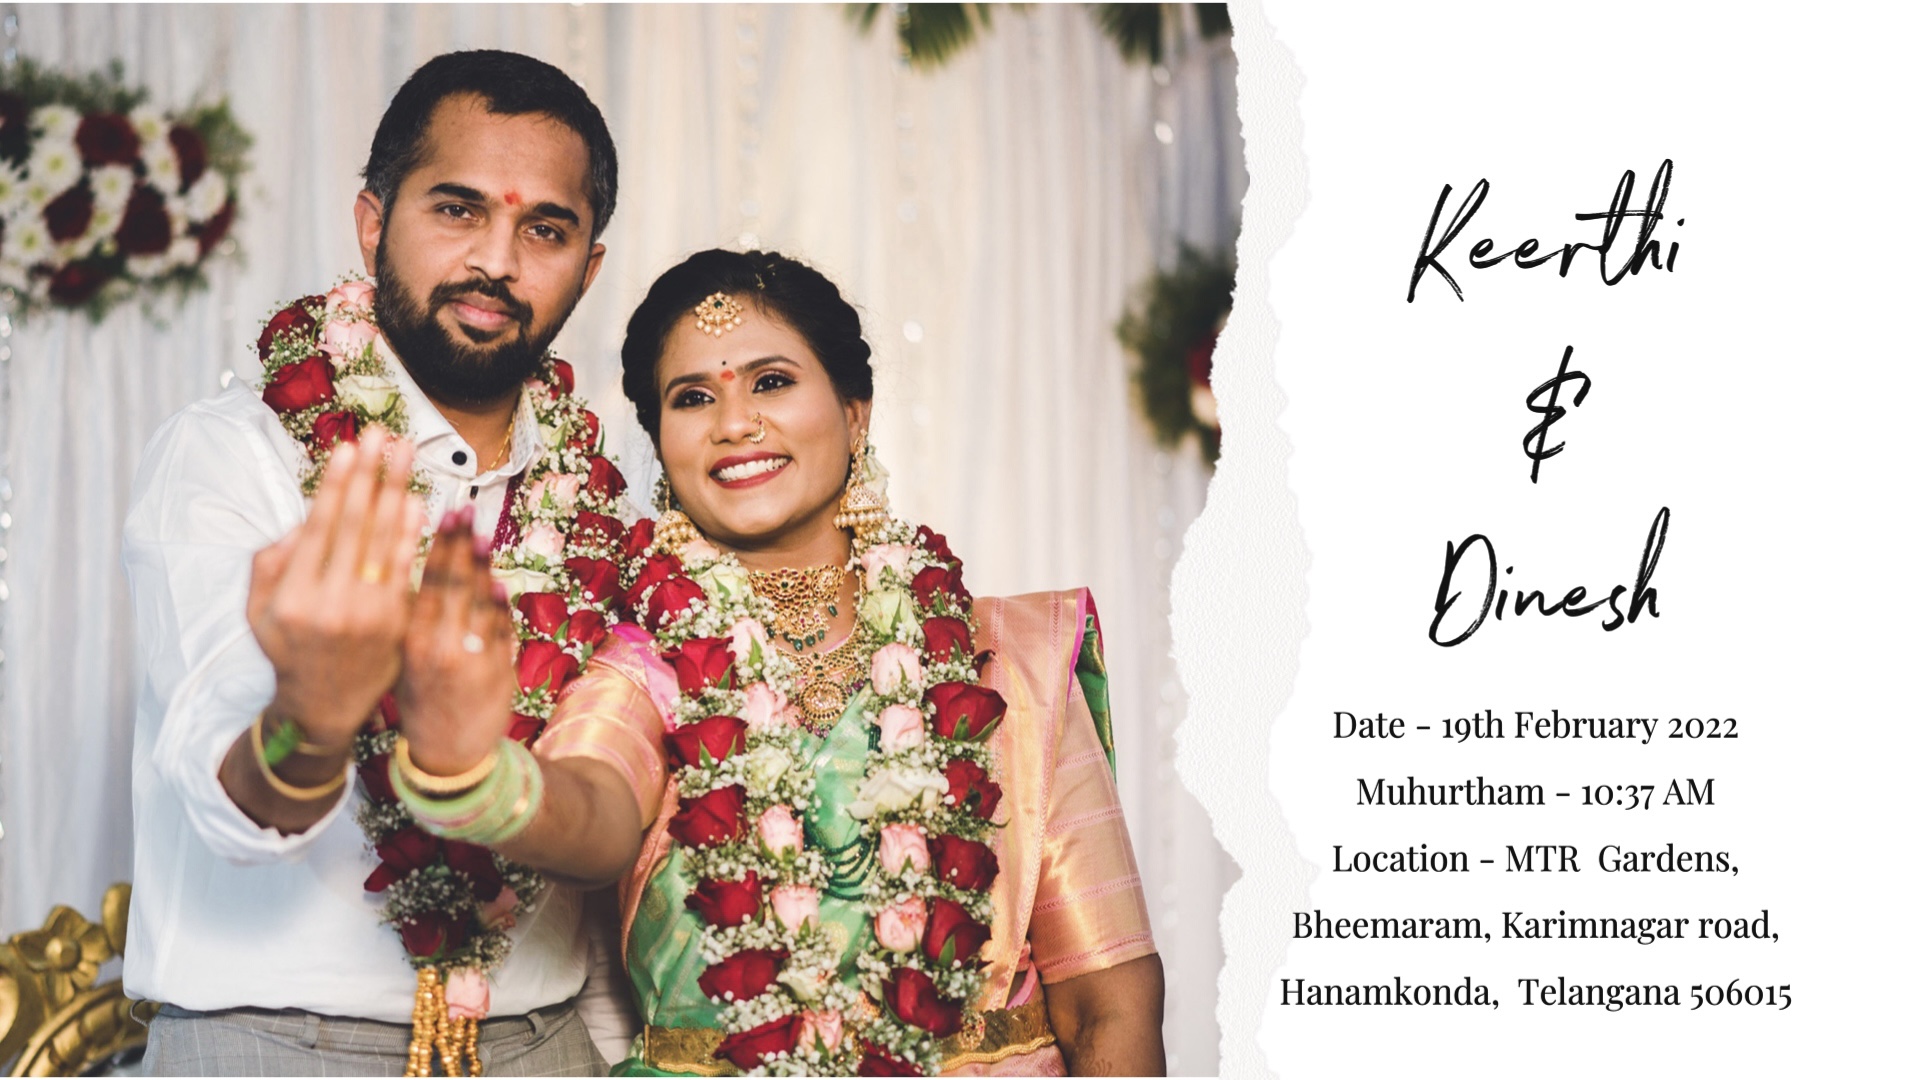 Keerthi
&
Dinesh
Date - 19th February 2022
Muhurtham - 10:37 AM
Location - MTR  Gardens,
Bheemaram, Karimnagar road,
Hanamkonda,  Telangana 506015